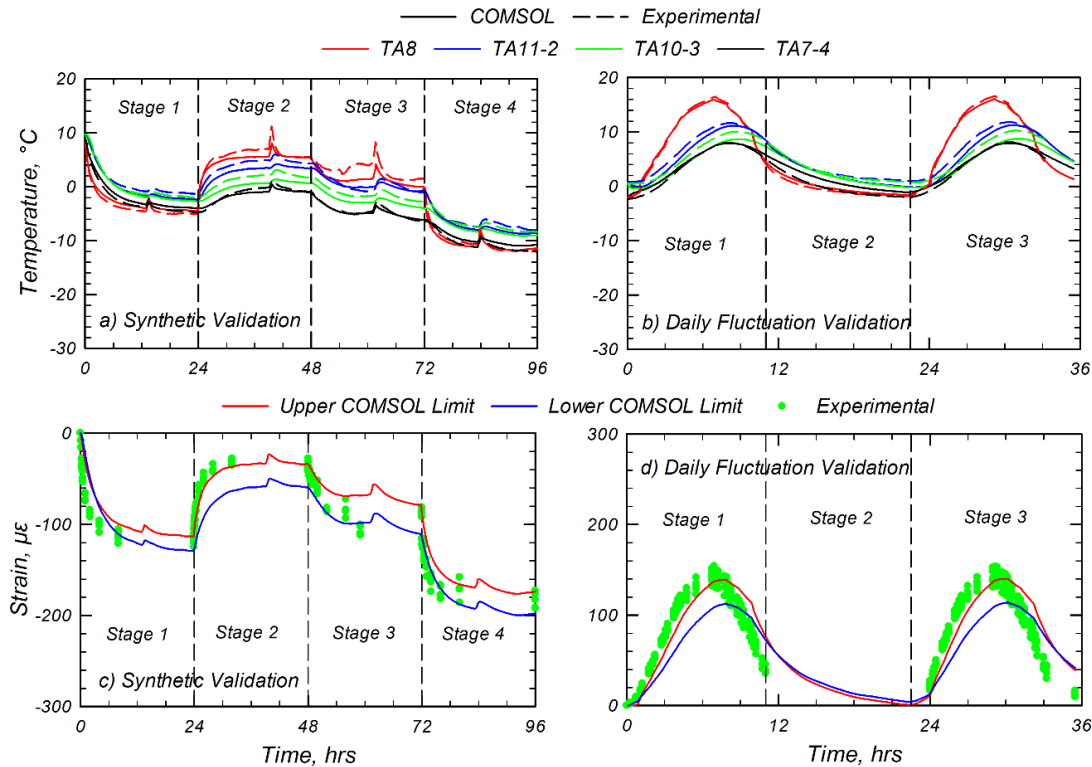 COMSOL Experimental
TA8 TA11-2 TA10-3 TA7-4
20
10
0
-10
-20
-30
Temperature, °C
Stage 1 Stage 2 Stage 3 Stage 4
a) Synthetic Validation
0 24 48 72 96
20
10
0
-10
-20
-30
Stage 1 Stage 2 Stage 3
b) Daily Fluctuation Validation
0 12 24 36
Upper COMSOL Limit Lower COMSOL Limit Experimental
0
-100
-200
-300
Strain, με
Stage 1 Stage 2 Stage 3 Stage 4
c) Synthetic Validation
0 24 48 72 96
Time, hrs
300
200
100
0
d) Daily Fluctuation Validation
Stage 1 Stage 2 Stage 3
0 12 24 36
Time, hrs